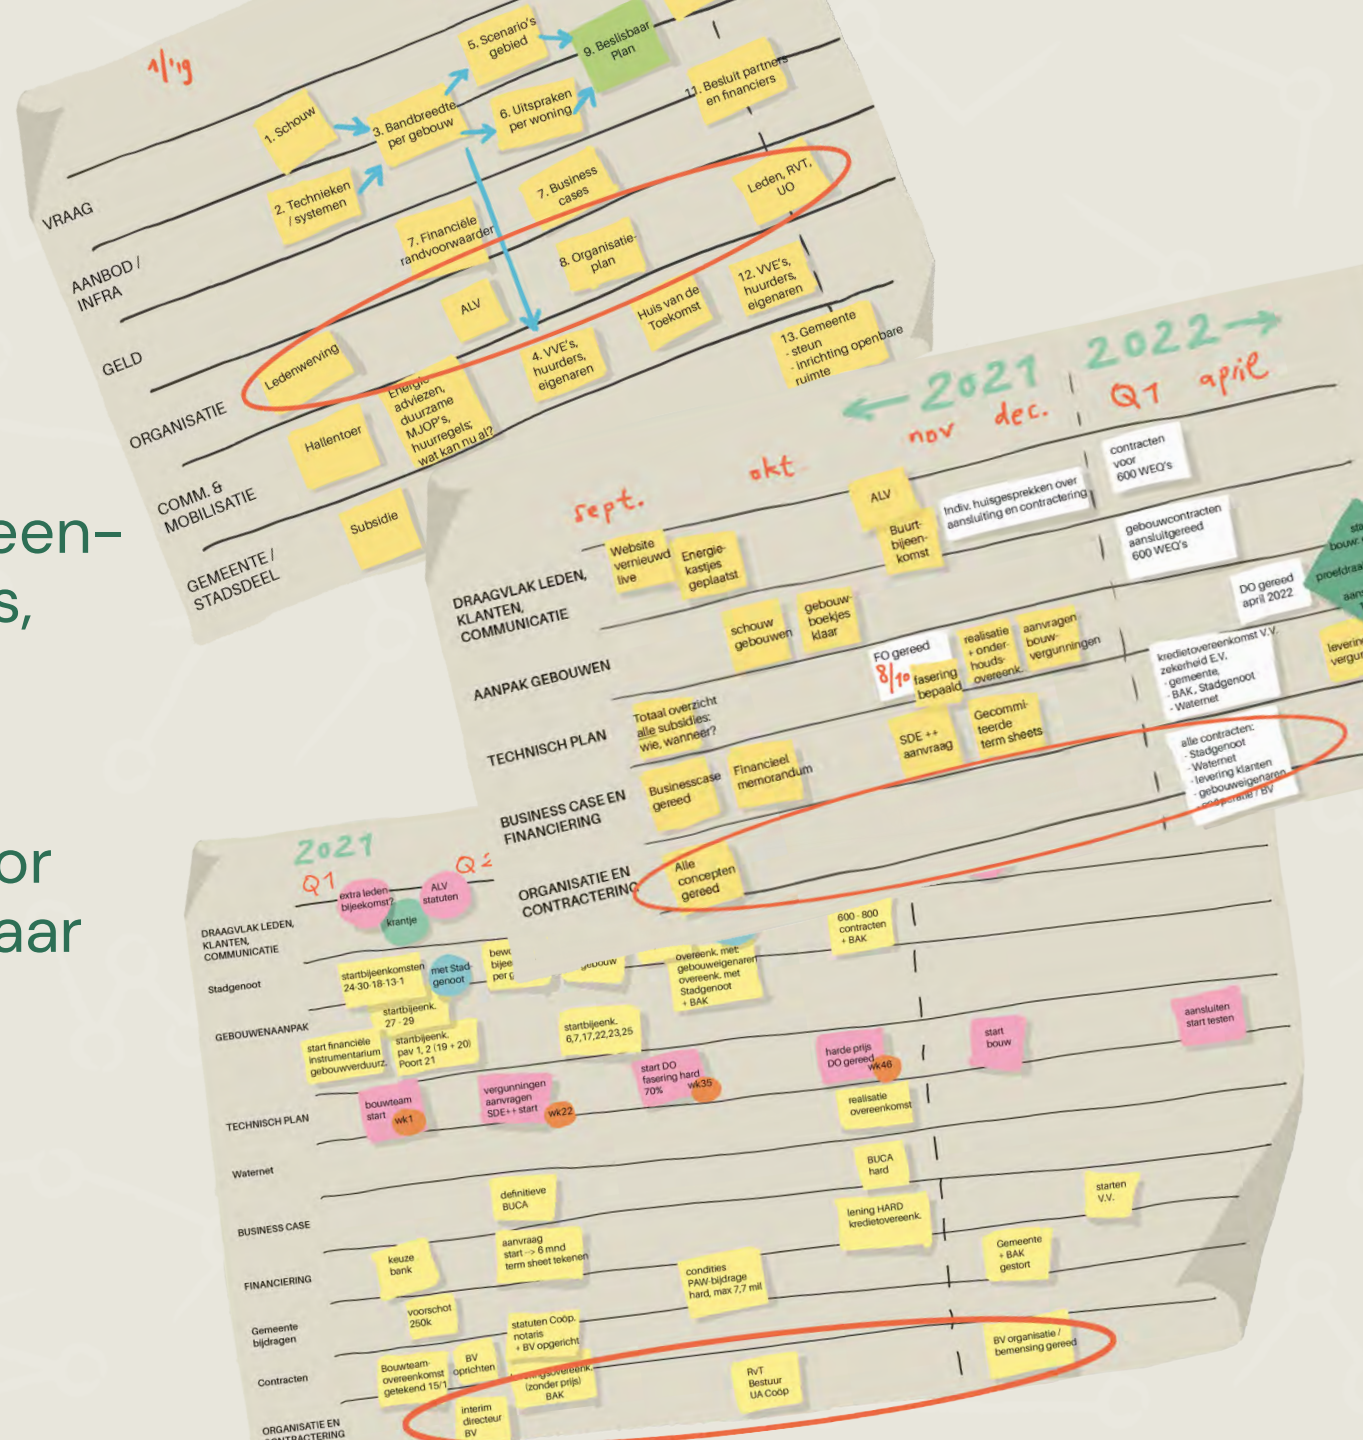 1/'19
5. Scenario's
gebied
9. Beslisbaar
Plan
1. Schouw
3. Bandbreedte
per gebouw
6. Uitspraken
per woning
11. Besluit partners
en financiers
VRAAG
2. Technieken
/ systemen
7. Business
cases
Leden, RVT,
UO
AANBOD /
INFRA
7. Financiële
randvoorwaarden
8. Organisatie-
plan
12. VVE's,
huurders,
eigenaren
GELD
ALV
Huis van de
Toekomst
Ledenwerving
4. VVE's,
huurders,
eigenaren
13. Gemeente
- steun
- Inrichting openbare
ruimte
ORGANISATIE
Hallentoer
Energie
adviezen,
duurzame
MJOP's,
huurregels;
wat kan nu al?
COMM. &
MOBILISATIE
Subsidie
GEMEENTE /
STADSDEEL
een-
s,
or
aar
2021
2022
sept.
okt
nov
dec.
Q1
april
ALV
Indiv. huisgesprekken over
aansluiting en contractering
contracten
voor
600 WEQ's
Website
vernieuwd
live
Energie-
kastjes
geplaatst
Buurt-
bijeen-
komst
DRAAGVLAK LEDEN,
KLANTEN,
COMMUNICATIE
gebouwcontracten
aansluitgereed
600 WEQ's
schouw
gebouwen
gebouw-
boekjes
klaar
DO gereed
april 2022
AANPAK GEBOUWEN
FO gereed
8/10
fasering
bepaald
realisatie
+ onder-
houds-
overeenk.
aanvragen
bouw-
vergunningen
kredietovereenkomst V.V.
zekerheid E.V.
- gemeente,
- BAK, Stadgenoot
- Waternet
TECHNISCH PLAN
Totaal overzicht
alle subsidies:
wie, wanneer?
SDE ++
aanvraag
Gecommi-
teerde
term sheets
alle contracten:
- Stadgenoot
- Waternet
- levering klanten
- gebouweigenaren
- coöperatie / BV
BUSINESS CASE EN
FINANCIERING
Businesscase
gereed
Financieel
memorandum
ORGANISATIE EN
CONTRACTERING
Alle
concepten
gereed
2021
Q1
Q2
DRAAGVLAK LEDEN,
KLANTEN,
COMMUNICATIE
extra leden-
bijeekomst?
krantje
ALV
statuten
600 - 800
contracten
+ BAK
Stadgenoot
startbijeenkomsten
24-30-18-13-1
met Stad-
genoot
gebouw
overeenk. met:
gebouweigenaren
overeenk. met
Stadgenoot
+ BAK
GEBOUWENAANPAK
startbijeenk.
27 - 29
start financiële
instrumentarium
gebouwverduurz.
startbijeenk.
pav 1, 2 (19 + 20)
Poort 21
startbijeenk.
6,7,17,22,23,25
harde prijs
DO gereed
wk46
start
bouw
aansluiten
start testen
TECHNISCH PLAN
bouwteam
start
wk1
vergunningen
aanvragen
SDE++ start
wk22
start DO
fasering hard
70%
wk35
realisatie
overeenkomst
Waternet
BUCA
hard
BUSINESS CASE
definitieve
BUCA
lening HARD
kredietovereenk.
starten
V.V.
FINANCIERING
keuze
bank
aanvraag
start --> 6 mnd
term sheet tekenen
condities
PAW-bijdrage
hard, max 7,7 mil
Gemeente
+ BAK
gestort
Gemeente
bijdragen
voorschot
250k
statuten Coöp.
notaris
+ BV opgericht
BV organisatie /
bemensing gereed
Contracten
Bouwteam-
overeenkomst
getekend 15/1
BV
oprichten
(zonder prijs)
BAK
RvT
Bestuur
UA Coöp
ORGANISATIE EN
CONTRACTERING
interim
directeur
BV